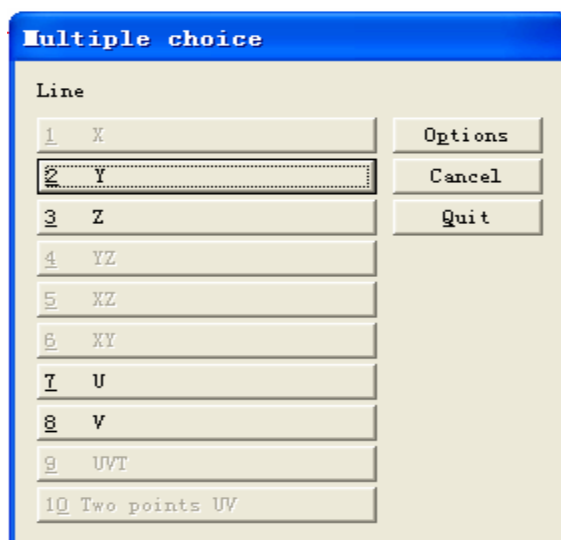 Multiple choice
Line
1 X
Options
2 Y
Cancel
3 Z
Quit
4 YZ
5 XZ
6 XY
7 U
8 V
9 UVT
10 Two points UV